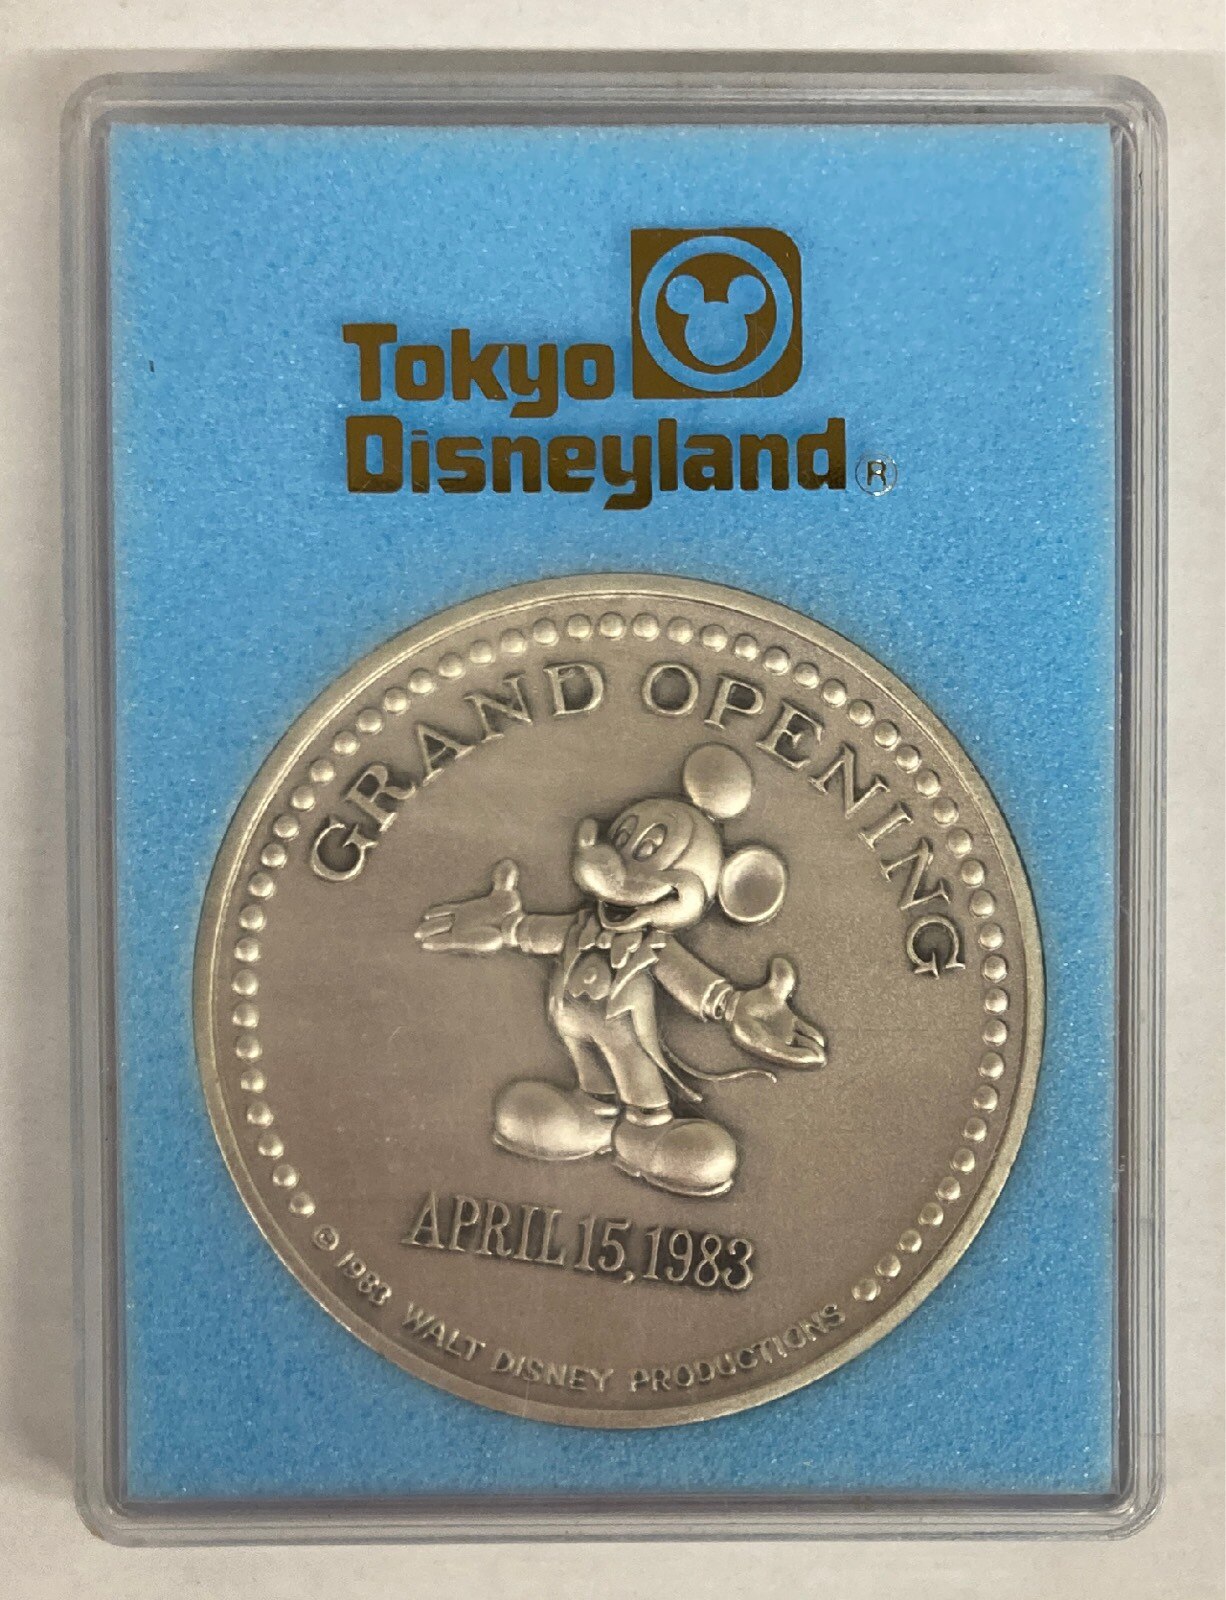 Tokyo
Disneyland®
GRAND OPENING
APRIL 15, 1983
© 1983 WALT DISNEY PRODUCTIONS